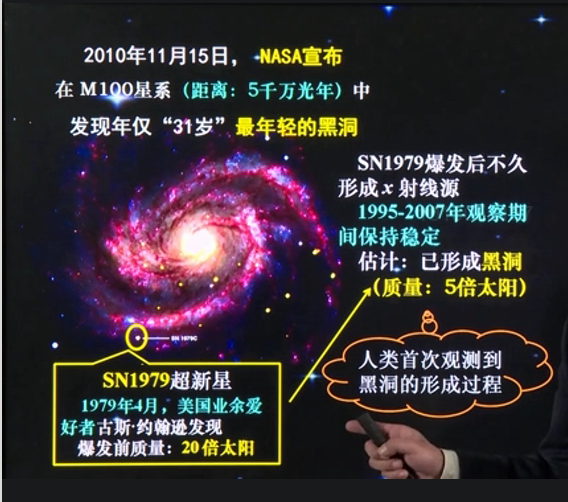 2010年11月15日，NASA宣布
在 M100星系（距离：5千万光年）中
发现年仅“31岁”最年轻的黑洞
SN1979爆发后不久
形成x射线源
1995-2007年观察期
间保持稳定
估计：已形成黑洞
（质量：5倍太阳）
SN 1979C
人类首次观测到
黑洞的形成过程
SN1979超新星
1979年4月，美国业余爱
好者古斯·约翰逊发现
爆发前质量：20倍太阳